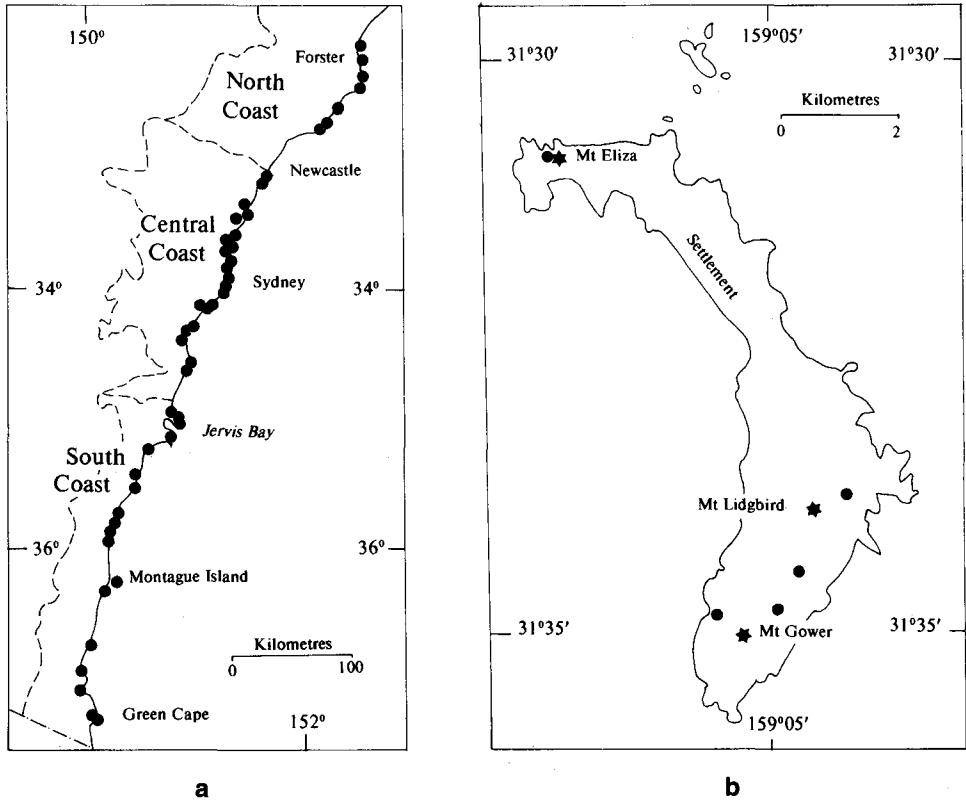 150°
Forster
North
Coast
Newcastle
Central
Coast
Sydney
34°
34°
Jervis Bay
South
Coast
36°
36°
Montague Island
Kilometres
0 100
Green Cape
152°
a
159°05′
31°30′
31°30′
Kilometres
0 2
Mt Eliza
Settlement
Mt Lidgbird
31°35′
Mt Gower
31°35′
159°05′
b